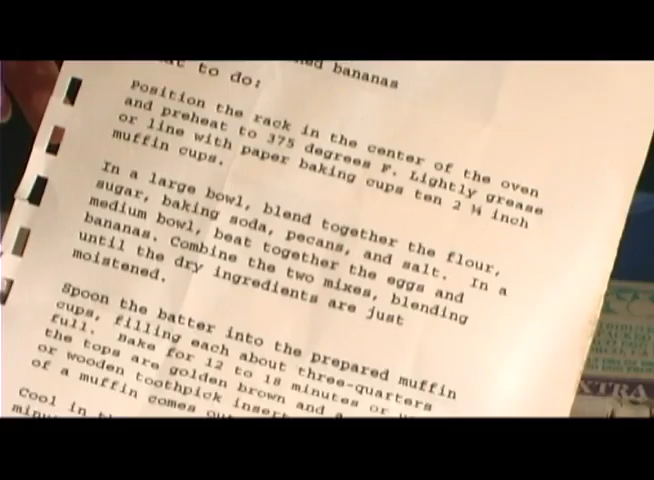 bananas
at to do:
Position the rack in the center of the oven
and preheat to 375 degrees F. Lightly grease
or line with paper baking cups ten 2 ½ inch
muffin cups.
In a large bowl, blend together the flour,
sugar, baking soda, pecans, and salt. In a
medium bowl, beat together the eggs and
bananas. Combine the two mixes, blending
until the dry ingredients are just
moistened.
Spoon the batter into the prepared muffin
cups, filling each about three-quarters
full. Bake for 12 to 18 minutes or
the tops are golden brown and a
or wooden toothpick insert
of a muffin comes ou
Cool in th
minu
XTRA